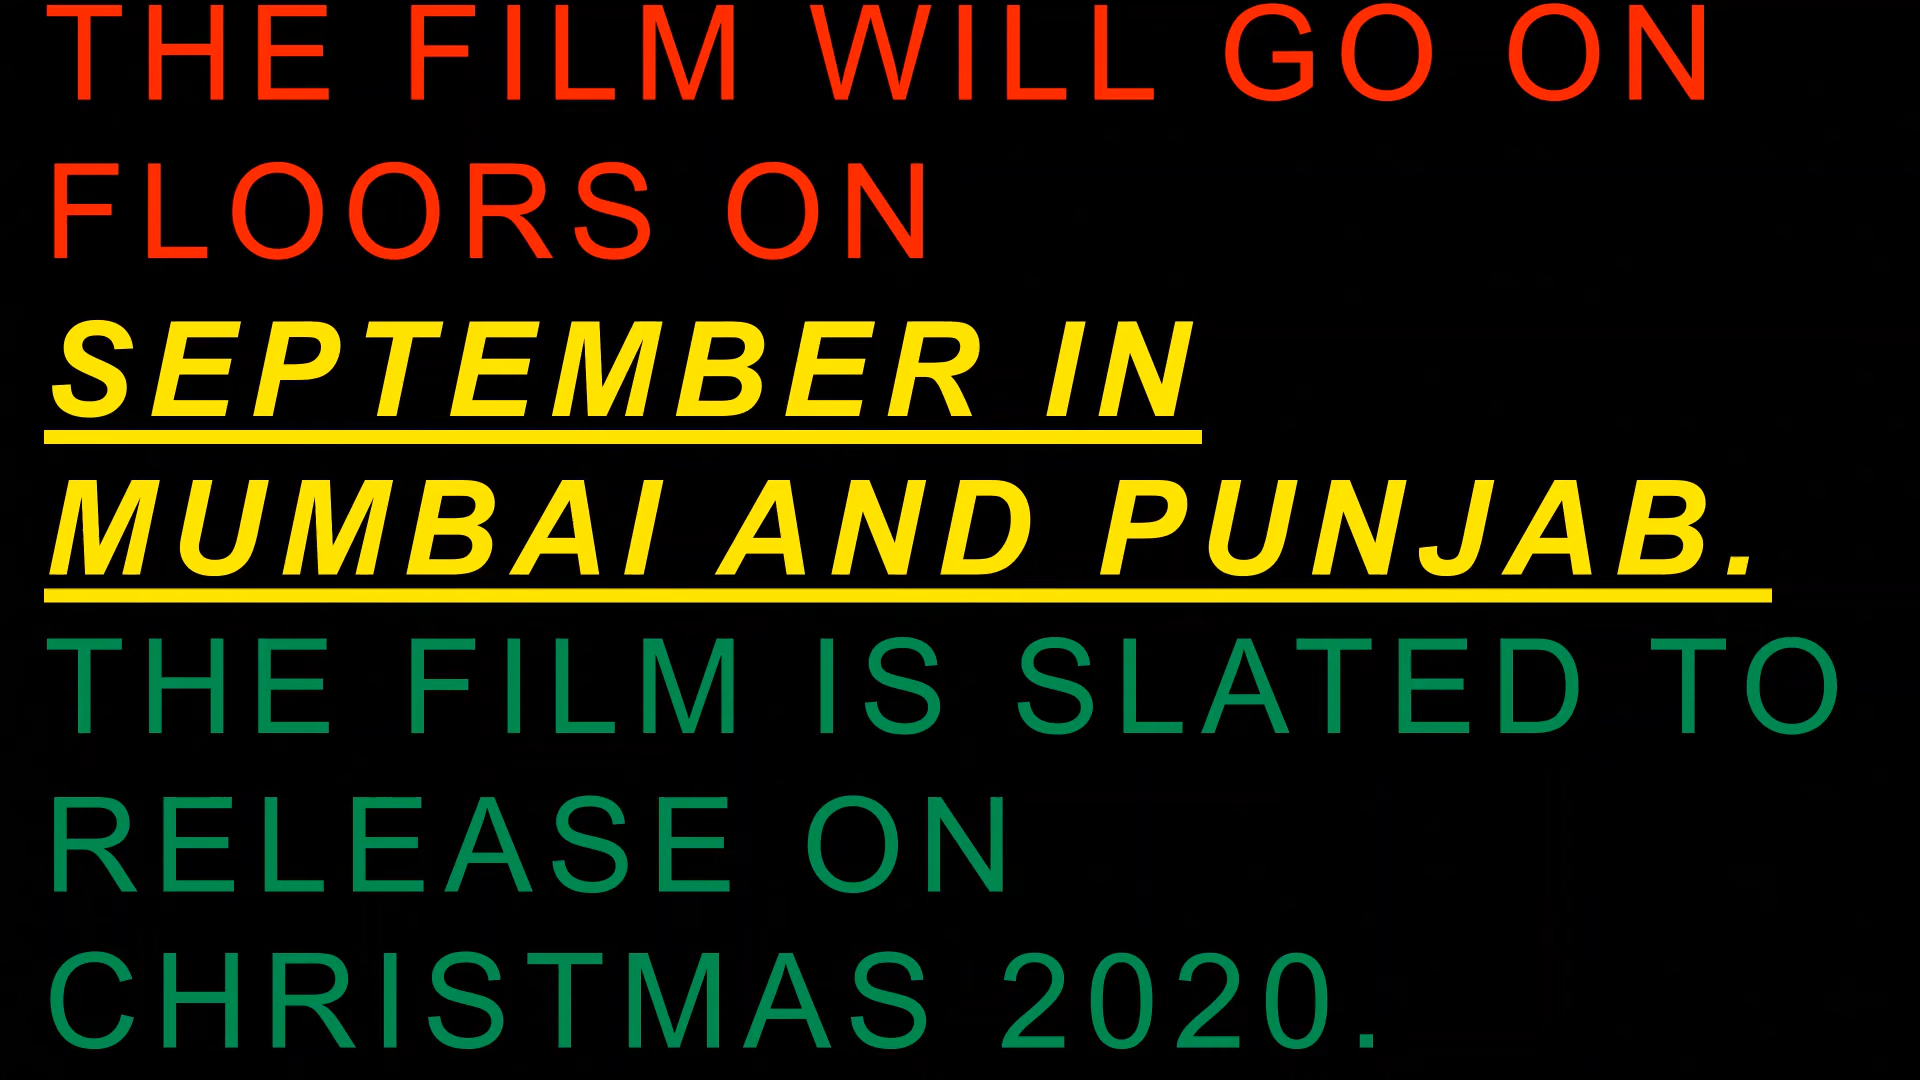 THE FILM WILL GO ON
FLOORS ON
SEPTEMBER IN
MUMBAI AND PUNJAB.
THE FILM IS SLATED TO
RELEASE ON
CHRISTMAS 2020.